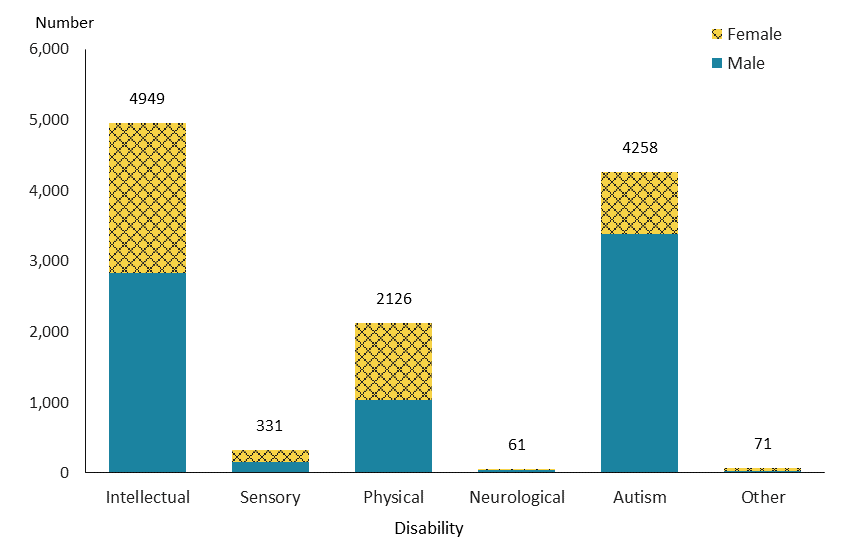 Number
Female
Male
6,000
5,000
4,000
3,000
2,000
1,000
0
4949
331
2126
61
4258
71
Intellectual
Sensory
Physical
Neurological
Autism
Other
Disability